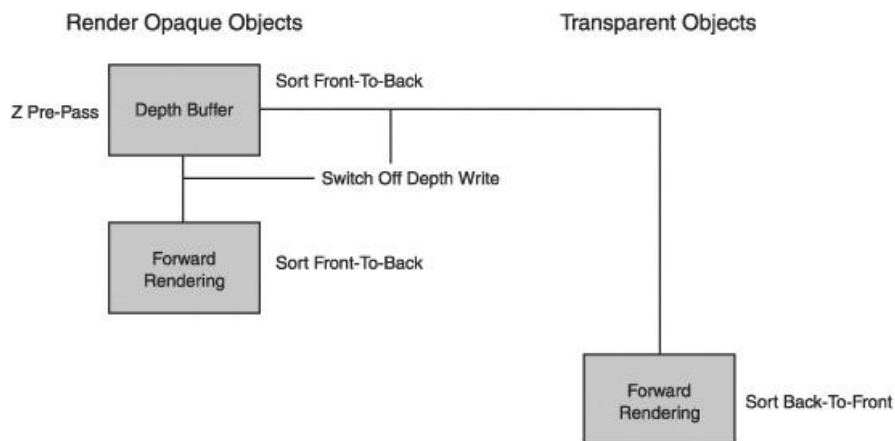 Render Opaque Objects
Transparent Objects
Sort Front-To-Back
Z Pre-Pass
Depth Buffer
Switch Off Depth Write
Forward
Rendering
Sort Front-To-Back
Forward
Rendering
Sort Back-To-Front